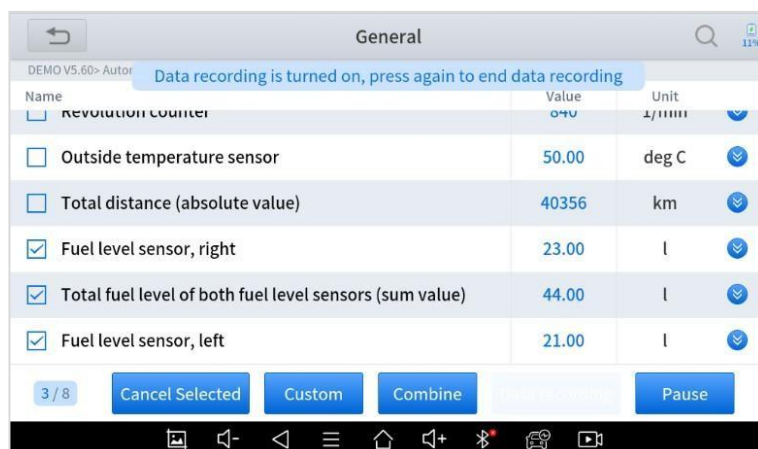 General
11%
DEMO V5.60> Autor
Data recording is turned on, press again to end data recording
Name Value Unit
Revolution counter 840 1/min
Outside temperature sensor 50.00 deg C
Total distance (absolute value) 40356 km
Fuel level sensor, right 23.00 l
Total fuel level of both fuel level sensors (sum value) 44.00 l
Fuel level sensor, left 21.00 l
3 / 8 Cancel Selected Custom Combine Data recording Pause